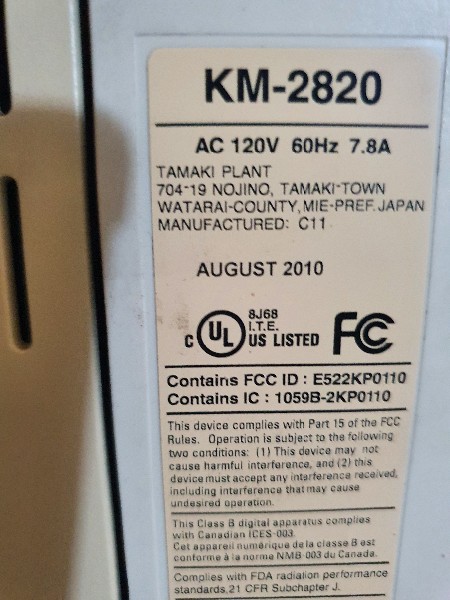 KM-2820
AC 120V 60Hz 7.8A
TAMAKI PLANT
704-19 NOJINO, TAMAKI-TOWN
WATARAI-COUNTY,MIE-PREF.JAPAN
MANUFACTURED: C11
AUGUST 2010
8J68
I.T.E.
C UL US LISTED FC
Contains FCC ID : E522KP0110
Contains IC : 1059B-2KP0110
This device complies with Part 15 of the FCC
Rules. Operation is subject to the following
two conditions: (1) This device may not
cause harmful interference, and (2) this
device must accept any interference received,
including interference that may cause
undesired operation.
This Class B digital apparatus complies
with Canadian ICES-003.
Cet appareil numérique de la classe B est
conforme à la norme NMB-003 du Canada.
Complies with FDA radiation performance
standards,21 CFR Subchapter J.